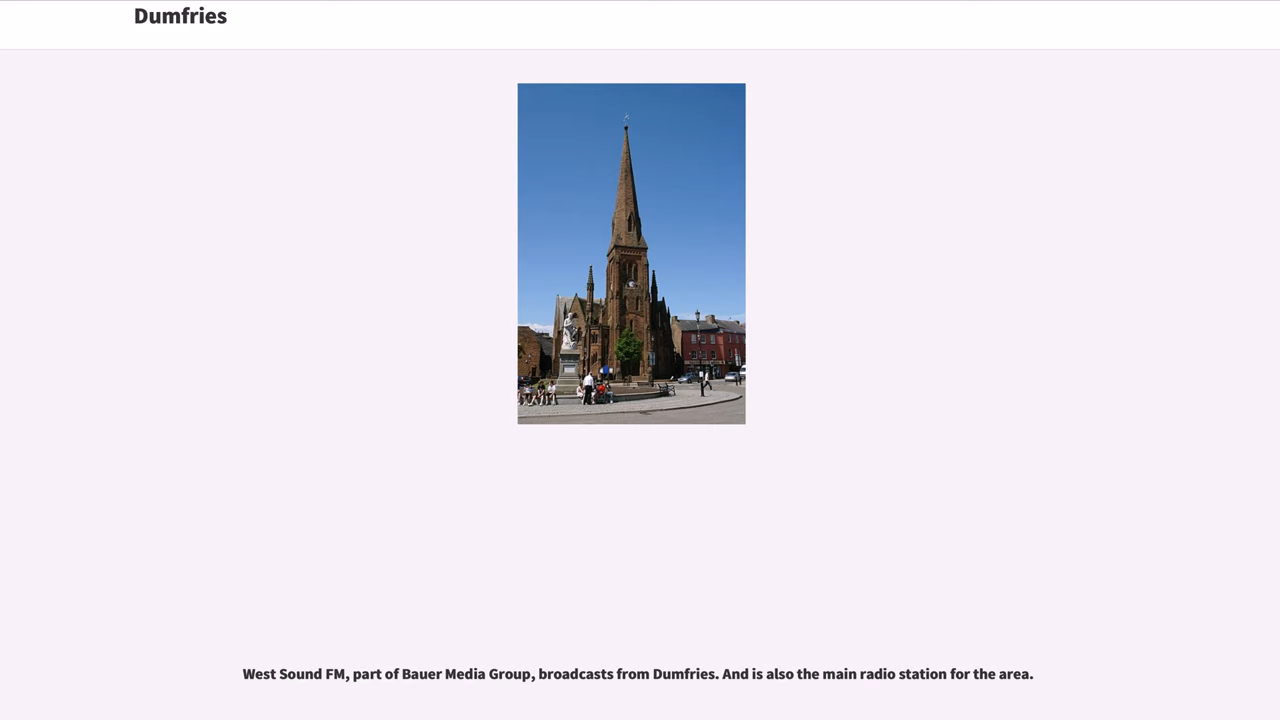 Dumfries
West Sound FM, part of Bauer Media Group, broadcasts from Dumfries. And is also the main radio station for the area.